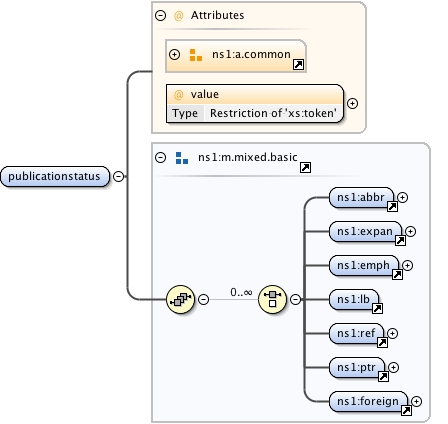 Attributes
ns1:a.common
value
Type Restriction of 'xs:token'
ns1:m.mixed.basic
publicationstatus
0..∞
ns1:abbr
ns1:expan
ns1:emph
ns1:lb
ns1:ref
ns1:ptr
ns1:foreign